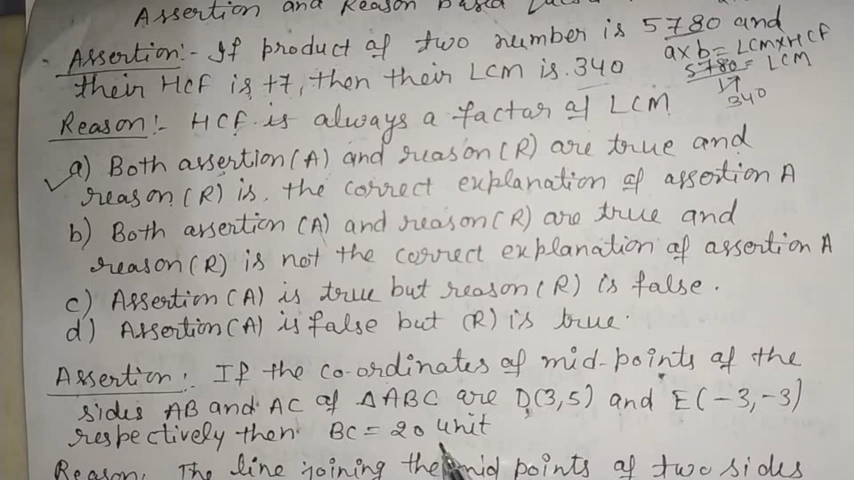 Assertion and Reason based
Assertion:- If product of two number is 5780 and
a x b = LCM x HCF
their HCF is 17, then their LCM is 340
5780 = LCM
17
340
Reason:- HCF is always a factar of LCM
a) Both assertion (A) and reason (R) are true and
reason (R) is the correct explanation of assertion A
b) Both assertion (A) and reason (R) are true and
reason (R) is not the correct explanation of assertion A
c) Assertion (A) is true but reason (R) is false.
d) Assertion (A) is false but (R) is true.
Assertion: If the co-ordinates of mid-points of the
sides AB and AC of ∆ABC are D(3,5) and E(-3,-3)
respectively then BC = 20 unit
Reason: The line joining the mid points of two sides